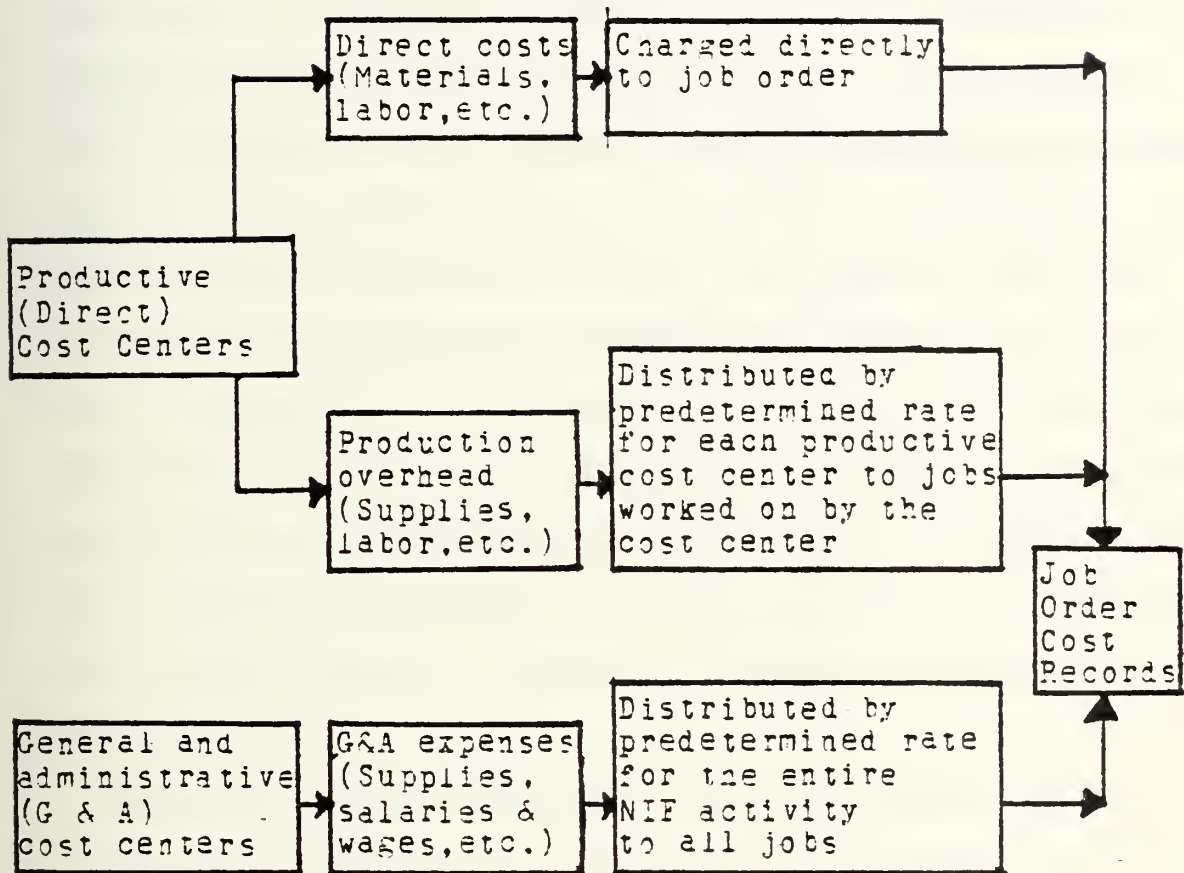 Direct costs
(Materials,
labor,etc.)
Charged directly
to job order
Productive
(Direct)
Cost Centers
Production
overhead
(Supplies,
labor,etc.)
Distributed by
predetermined rate
for each productive
cost center to jobs
worked on by the
cost center
Job
Order
Cost
Records
General and
administrative
(G & A)
cost centers
G&A expenses
(Supplies,
salaries &
wages,etc.)
Distributed by
predetermined rate
for the entire
NIF activity
to all jobs